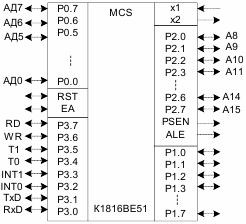 MCS
АД7 P0.7 x1
АД6 P0.6 x2
АД5 P0.5
P2.0 A8
P2.1 A9
P2.2 A10
P2.3 A11
АД0 P0.0
P2.6 A14
RST P2.7 A15
EA PSEN
RD P3.7 ALE
WR P3.6
T1 P3.5 P1.0
T0 P3.4 P1.1
INT1 P3.3 P1.2
INT0 P3.2 P1.3
TxD P3.1
RxD P3.0 K1816BE51 P1.7